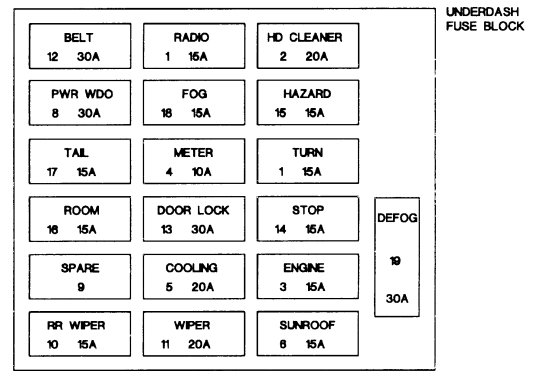 UNDERDASH
FUSE BLOCK
BELT
12 30A
RADIO
1 15A
HD CLEANER
2 20A
PWR WDO
8 30A
FOG
18 15A
HAZARD
15 15A
TAIL
17 15A
METER
4 10A
TURN
1 15A
ROOM
16 15A
DOOR LOCK
13 30A
STOP
14 15A
DEFOG
19
30A
SPARE
9
COOLING
5 20A
ENGINE
3 15A
RR WIPER
10 15A
WIPER
11 20A
SUNROOF
6 15A